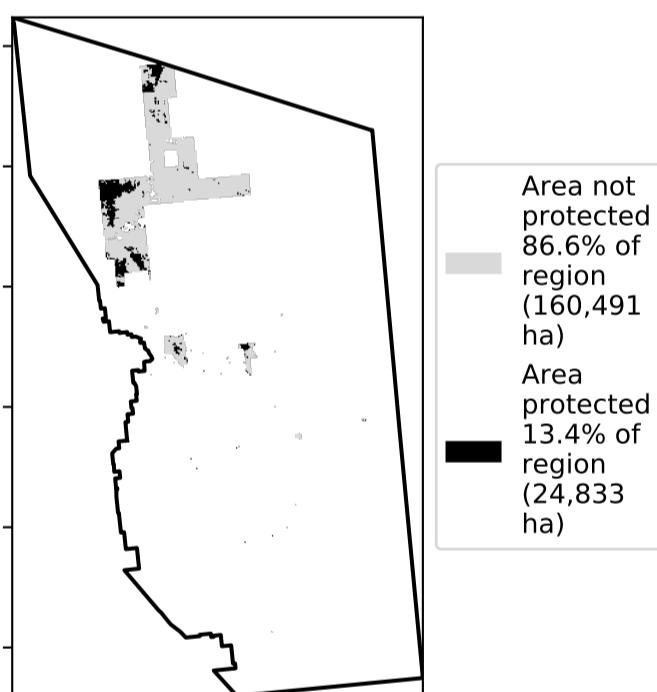 Area not
protected
86.6% of
region
(160,491
ha)
Area
protected
13.4% of
region
(24,833
ha)